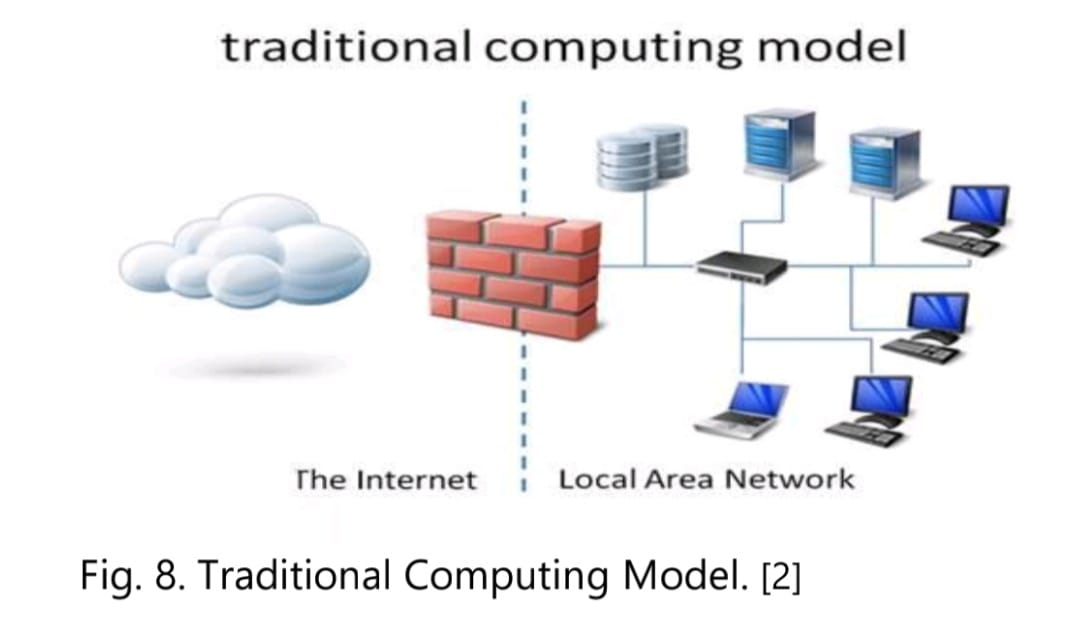 traditional computing model
The Internet
Local Area Network
Fig. 8. Traditional Computing Model. [2]